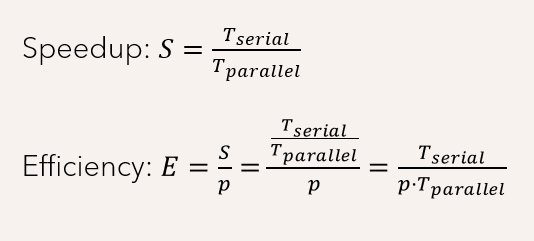 Speedup: S = T_serial / T_parallel
Efficiency: E = S/p = (T_serial / T_parallel) / p = T_serial / (p·T_parallel)